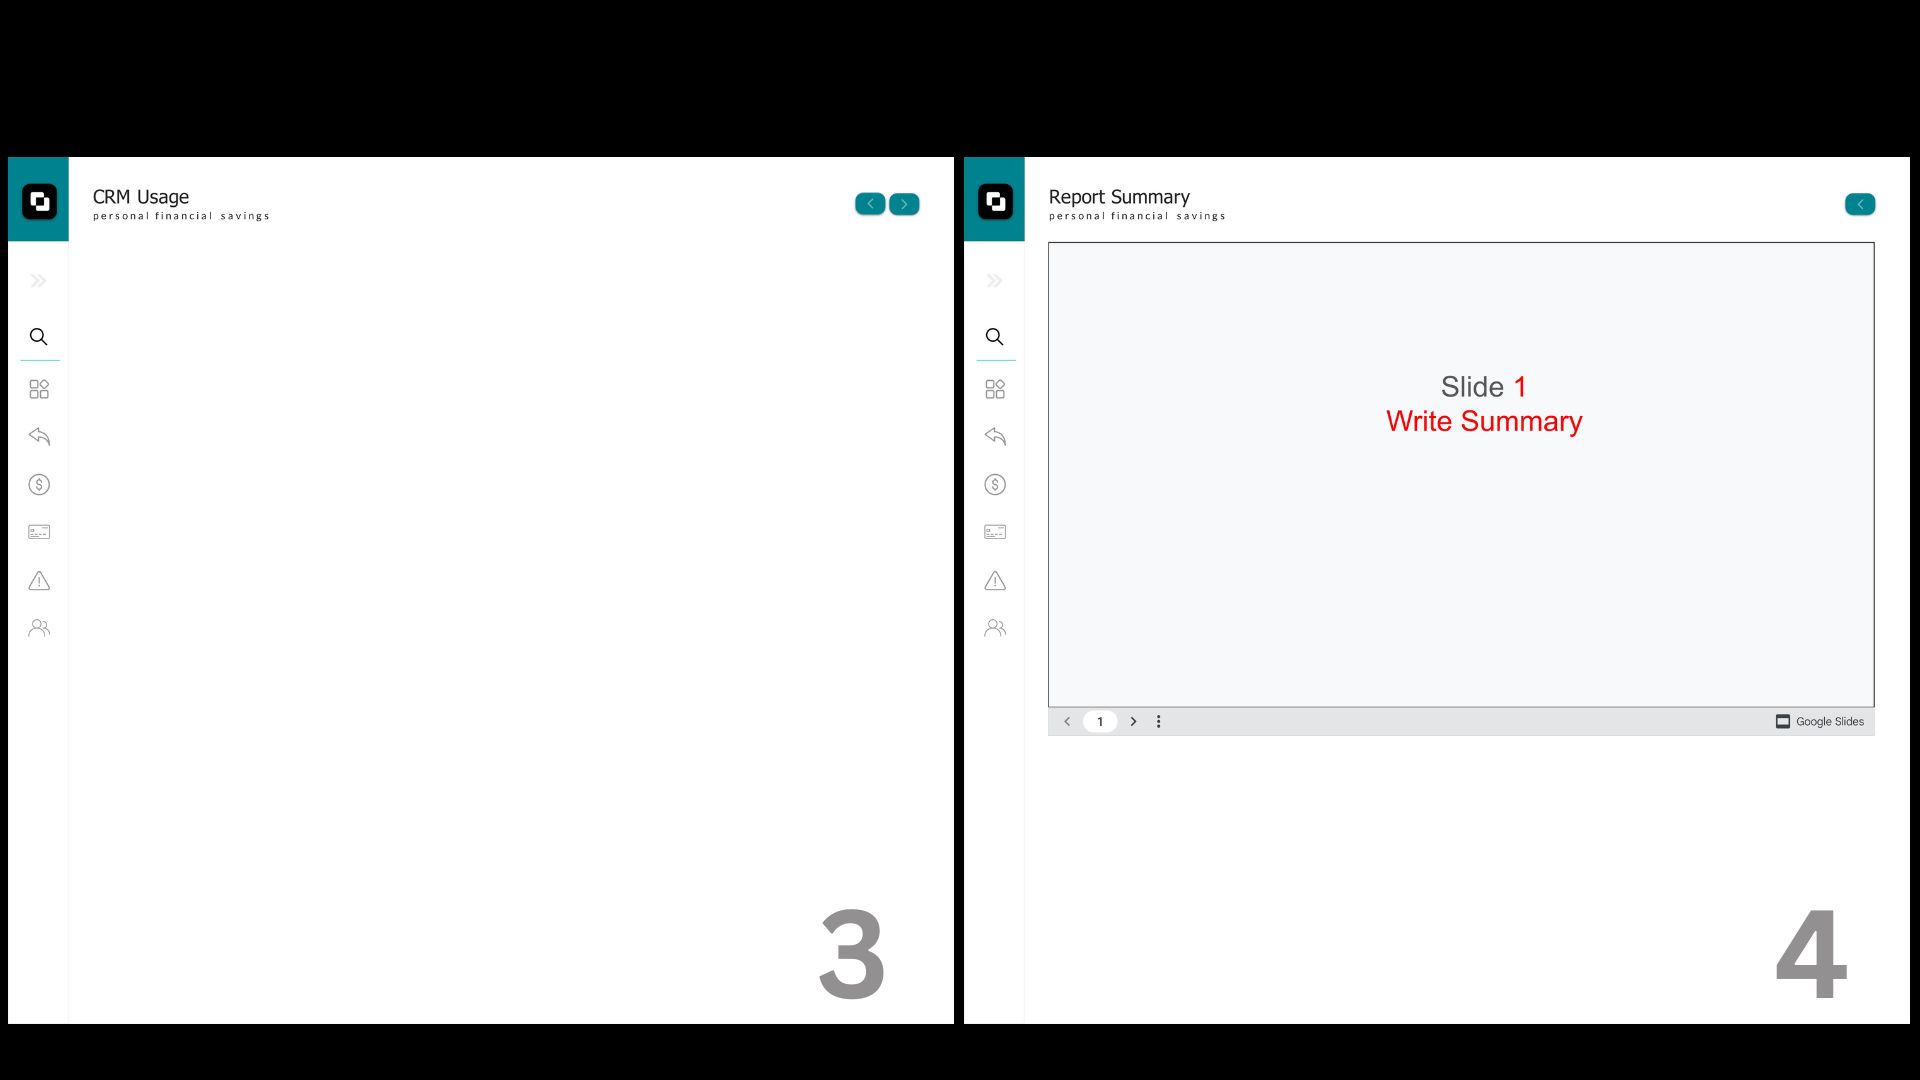 CRM Usage
personal financial savings
3
Report Summary
personal financial savings
Slide 1
Write Summary
1
Google Slides
4